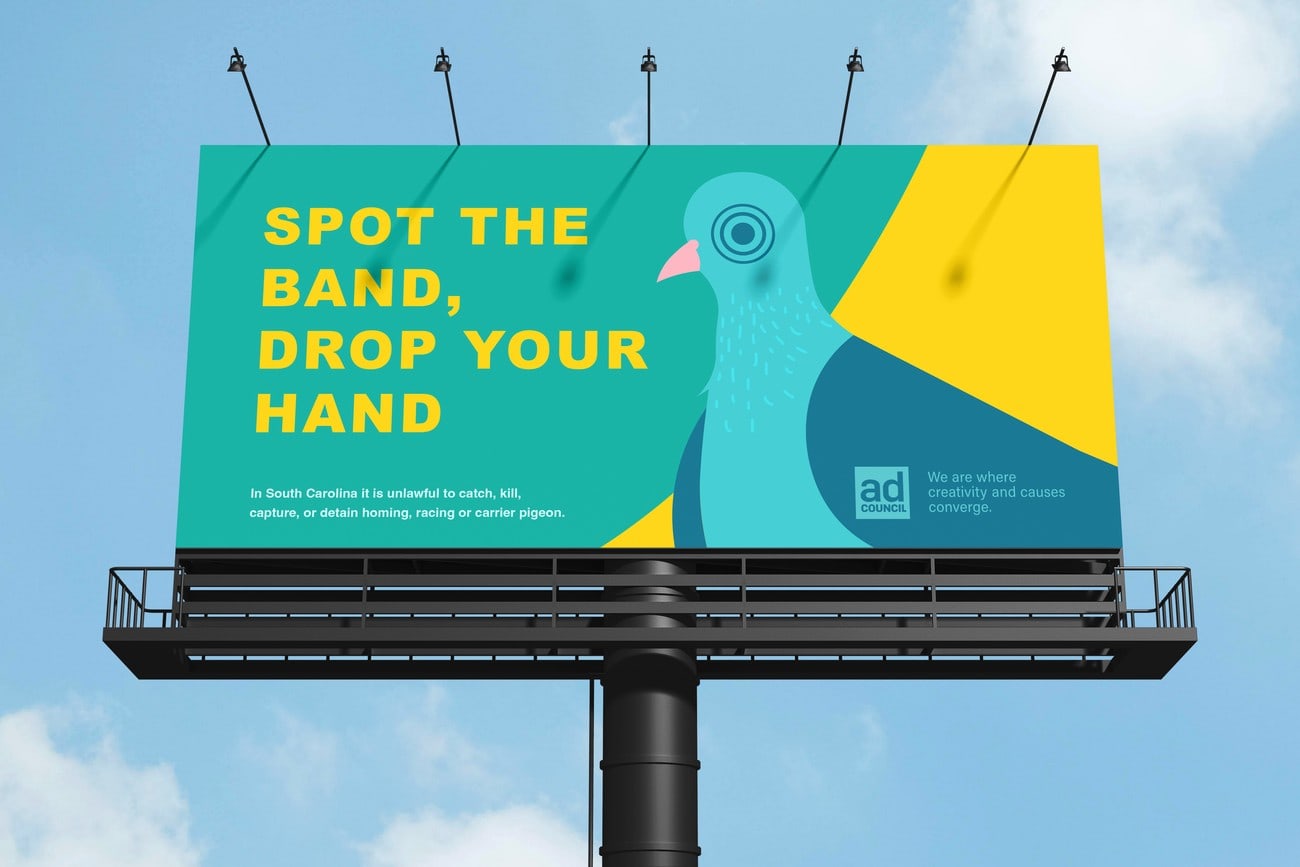 SPOT THE
BAND,
DROP YOUR
HAND
In South Carolina it is unlawful to catch, kill,
capture, or detain homing, racing or carrier pigeon.
ad
COUNCIL
We are where
creativity and causes
converge.